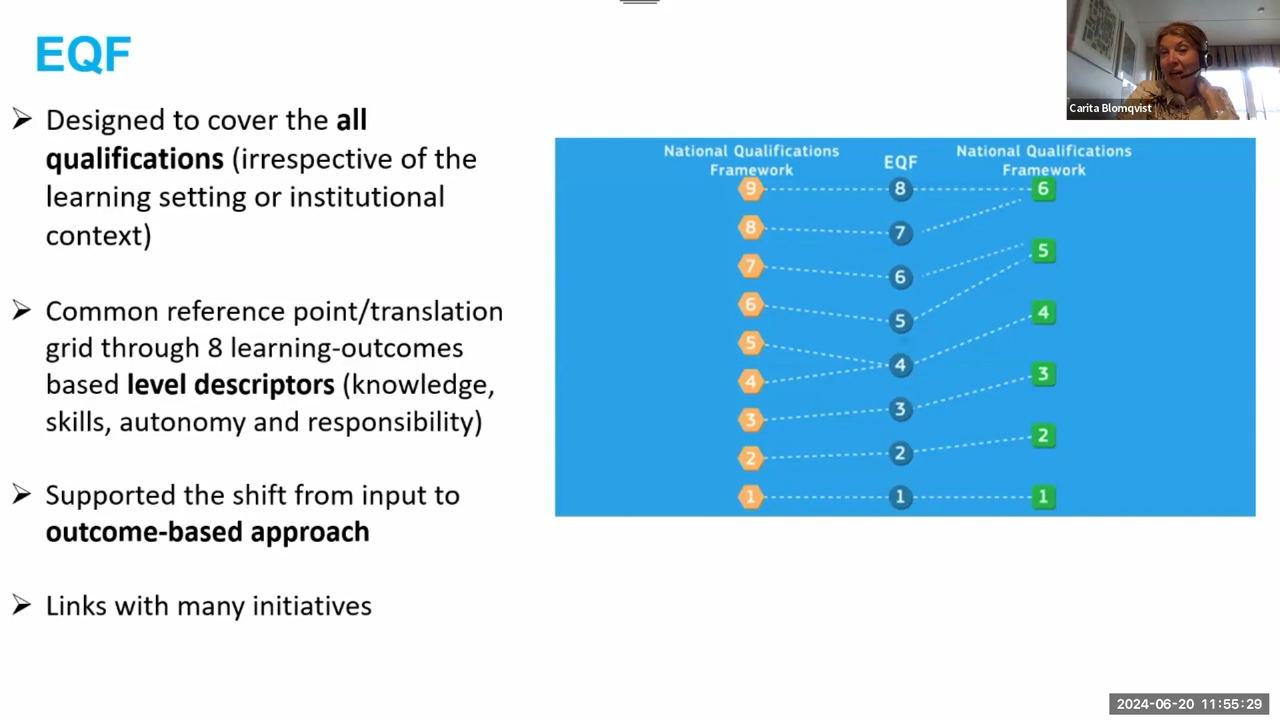 EQF
Designed to cover the all
qualifications (irrespective of the
learning setting or institutional
context)
Common reference point/translation
grid through 8 learning-outcomes
based level descriptors (knowledge,
skills, autonomy and responsibility)
Supported the shift from input to
outcome-based approach
Links with many initiatives
Carita Blomqvist
National Qualifications
Framework
EQF
National Qualifications
Framework
9 8 6
8 7 5
7 6 4
6 5 3
5 4 2
4 3 1
3 2
2 1
1
2024-06-20 11:55:29